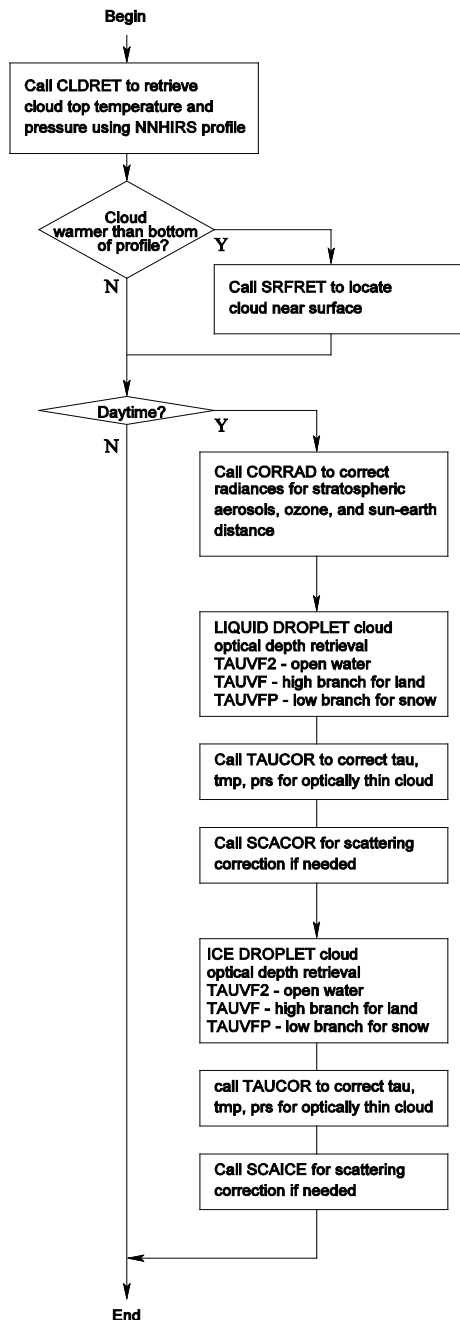 Begin
Call CLDRET to retrieve
cloud top temperature and
pressure using NNHIRS profile
Cloud
warmer than bottom
of profile?
Y
N
Call SRFRET to locate
cloud near surface
Daytime?
Y
N
Call CORRAD to correct
radiances for stratospheric
aerosols, ozone, and sun-earth
distance
LIQUID DROPLET cloud
optical depth retrieval
TAUVF2 - open water
TAUVF - high branch for land
TAUVFP - low branch for snow
Call TAUCOR to correct tau,
tmp, prs for optically thin cloud
Call SCACOR for scattering
correction if needed
ICE DROPLET cloud
optical depth retrieval
TAUVF2 - open water
TAUVF - high branch for land
TAUVFP - low branch for snow
call TAUCOR to correct tau,
tmp, prs for optically thin cloud
Call SCAICE for scattering
correction if needed
End